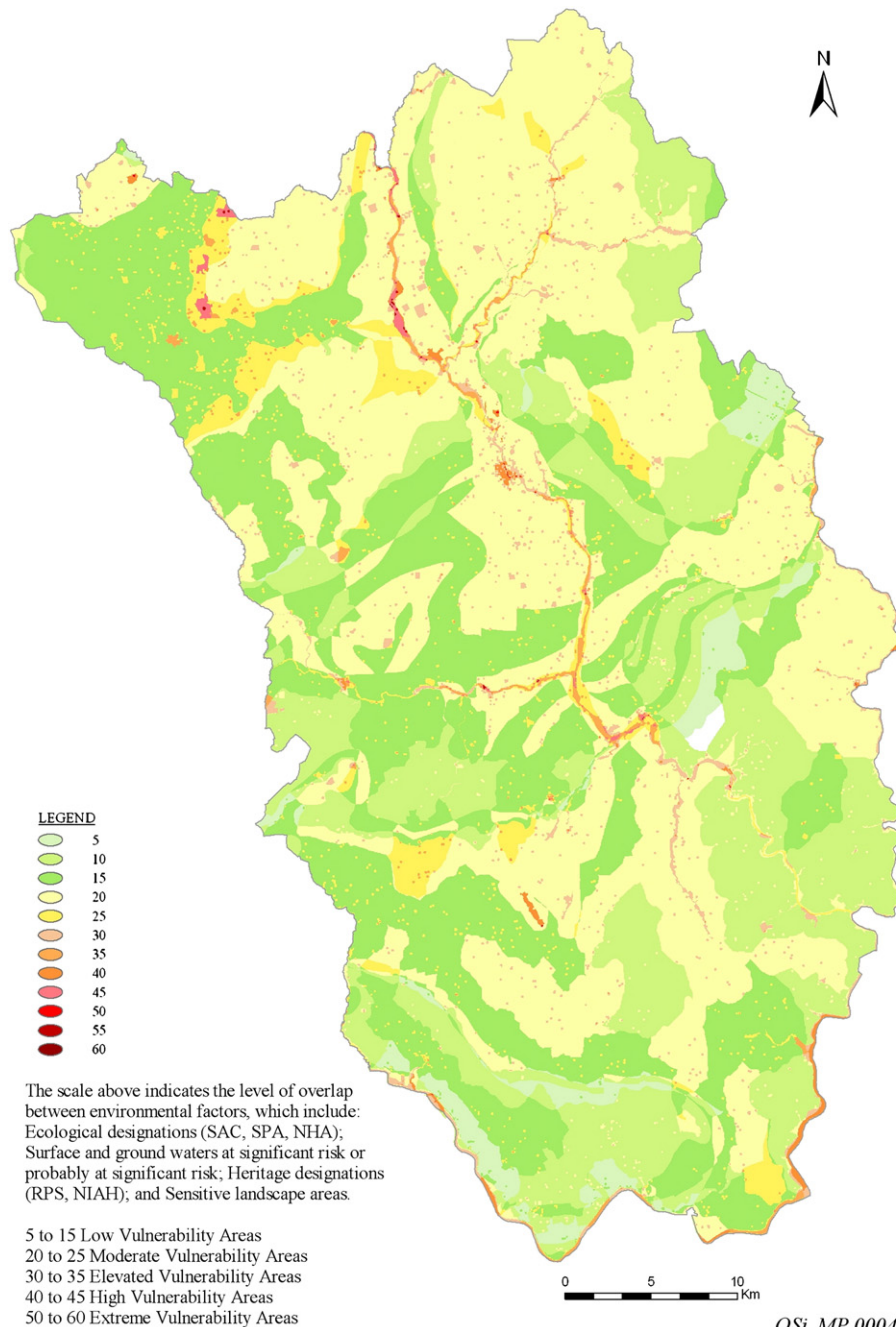 N
LEGEND
5
10
15
20
25
30
35
40
45
50
55
60
The scale above indicates the level of overlap
between environmental factors, which include:
Ecological designations (SAC, SPA, NHA);
Surface and ground waters at significant risk or
probably at significant risk; Heritage designations
(RPS, NIAH); and Sensitive landscape areas.
5 to 15 Low Vulnerability Areas
20 to 25 Moderate Vulnerability Areas
30 to 35 Elevated Vulnerability Areas
40 to 45 High Vulnerability Areas
50 to 60 Extreme Vulnerability Areas
0 5 10
Km